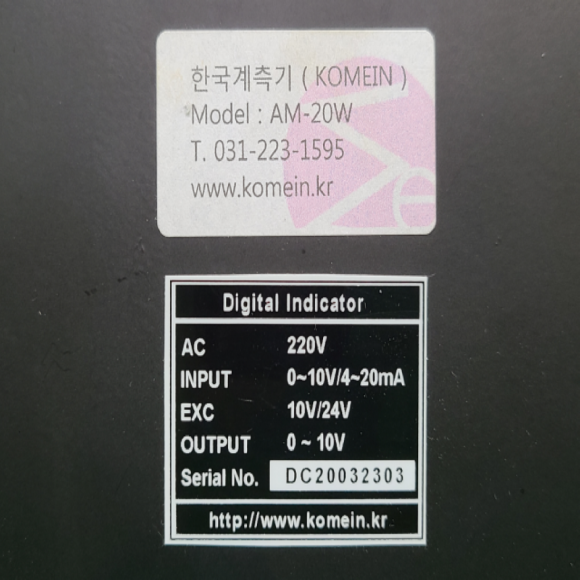 한국계측기 ( KOMEIN )
Model : AM-20W
T. 031-223-1595
www.komein.kr
Digital Indicator
AC 220V
INPUT 0~10V/4~20mA
EXC 10V/24V
OUTPUT 0 ~ 10V
Serial No. DC20032303
http://www.komein.kr